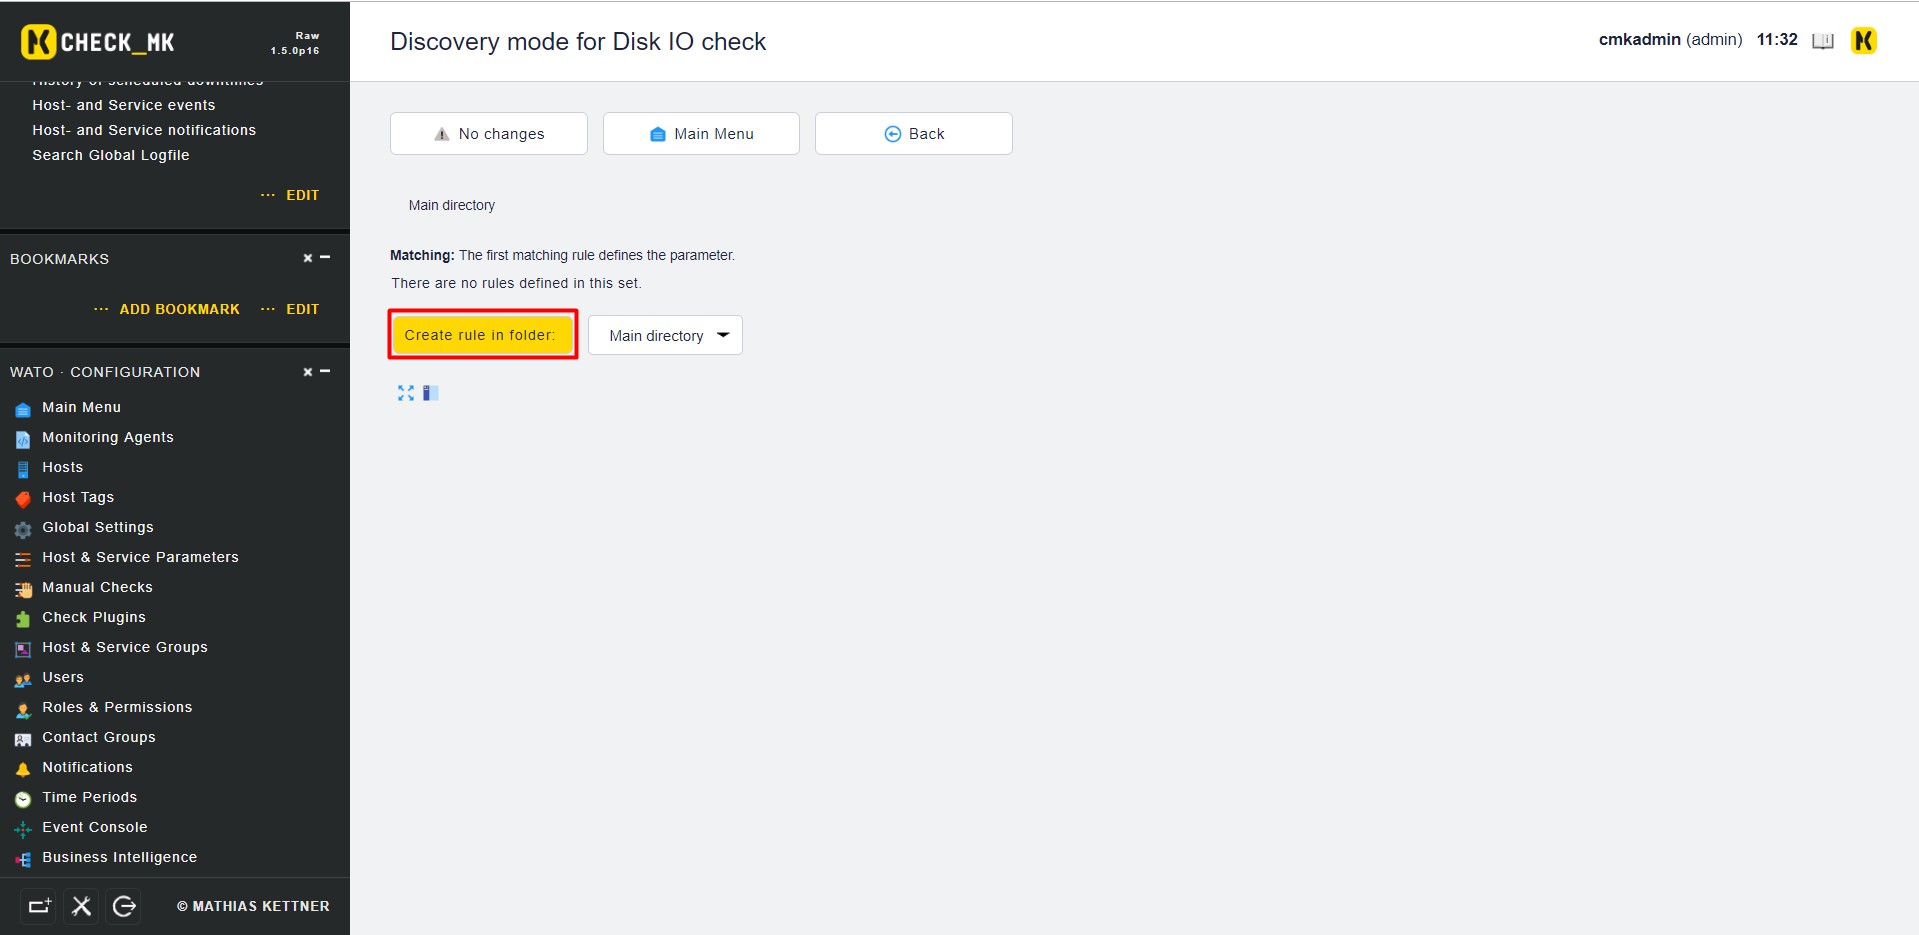 CHECK_MK
Raw
1.5.0p16
Discovery mode for Disk IO check
cmkadmin (admin) 11:32
History of scheduled downtimes
Host- and Service events
Host- and Service notifications
Search Global Logfile
··· EDIT
BOOKMARKS
··· ADD BOOKMARK ··· EDIT
WATO · CONFIGURATION
Main Menu
Monitoring Agents
Hosts
Host Tags
Global Settings
Host & Service Parameters
Manual Checks
Check Plugins
Host & Service Groups
Users
Roles & Permissions
Contact Groups
Notifications
Time Periods
Event Console
Business Intelligence
© MATHIAS KETTNER
No changes
Main Menu
Back
Main directory
Matching: The first matching rule defines the parameter.
There are no rules defined in this set.
Create rule in folder:
Main directory